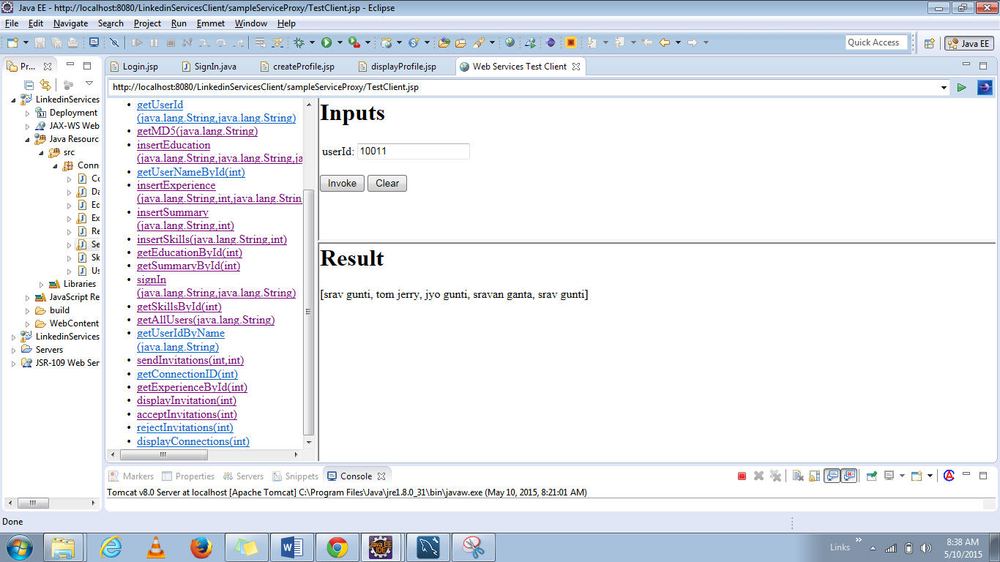 Java EE - http://localhost:8080/LinkedinServicesClient/sampleServiceProxy/TestClient.jsp - Eclipse
File Edit Navigate Search Project Run Emmet Window Help
Quick Access
Java EE
Pr...
Login.jsp
SignIn.java
createProfile.jsp
displayProfile.jsp
Web Services Test Client
http://localhost:8080/LinkedinServicesClient/sampleServiceProxy/TestClient.jsp
LinkedinServices
Deployment
JAX-WS Web
Java Resourc
src
Conn
Co
Da
Ec
Ex
Re
Se
Sk
Us
Libraries
JavaScript Re
build
WebContent
LinkedinServices
Servers
JSR-109 Web Ser
• getUserId
(java.lang.String,java.lang.String)
• getMD5(java.lang.String)
• insertEducation
(java.lang.String,java.lang.String,ja
• getUserNameById(int)
• insertExperience
(java.lang.String,int,java.lang.Strin
• insertSummary
(java.lang.String,int)
• insertSkills(java.lang.String,int)
• getEducationById(int)
• getSummaryById(int)
• signIn
(java.lang.String,java.lang.String)
• getSkillsById(int)
• getAllUsers(java.lang.String)
• getUserIdByName
(java.lang.String)
• sendInvitations(int,int)
• getConnectionID(int)
• getExperienceById(int)
• displayInvitation(int)
• acceptInvitations(int)
• rejectInvitations(int)
• displayConnections(int)
Inputs
userId: 10011
Invoke Clear
Result
[srav gunti, tom jerry, jyo gunti, sravan ganta, srav gunti]
Markers Properties Servers Snippets Console
Tomcat v8.0 Server at localhost [Apache Tomcat] C:\Program Files\Java\jre1.8.0_31\bin\javaw.exe (May 10, 2015, 8:21:01 AM)
Done
Java EE
IDE
Links
8:38 AM
5/10/2015